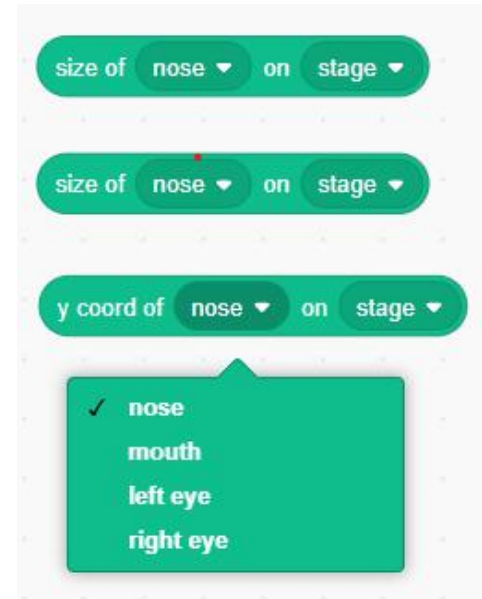 size of nose on stage
size of nose on stage
y coord of nose on stage
✓ nose
mouth
left eye
right eye